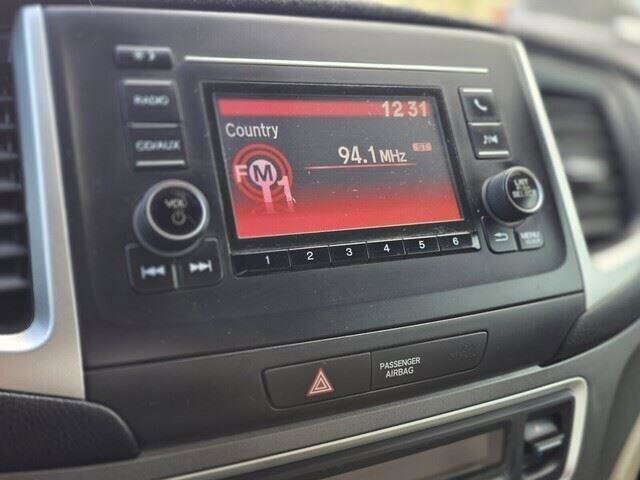 RADIO
CD/AUX
VOL
12 31
Country
94.1 MHz
FM
1
1 2 3 4 5 6
MENU
PASSENGER
AIRBAG